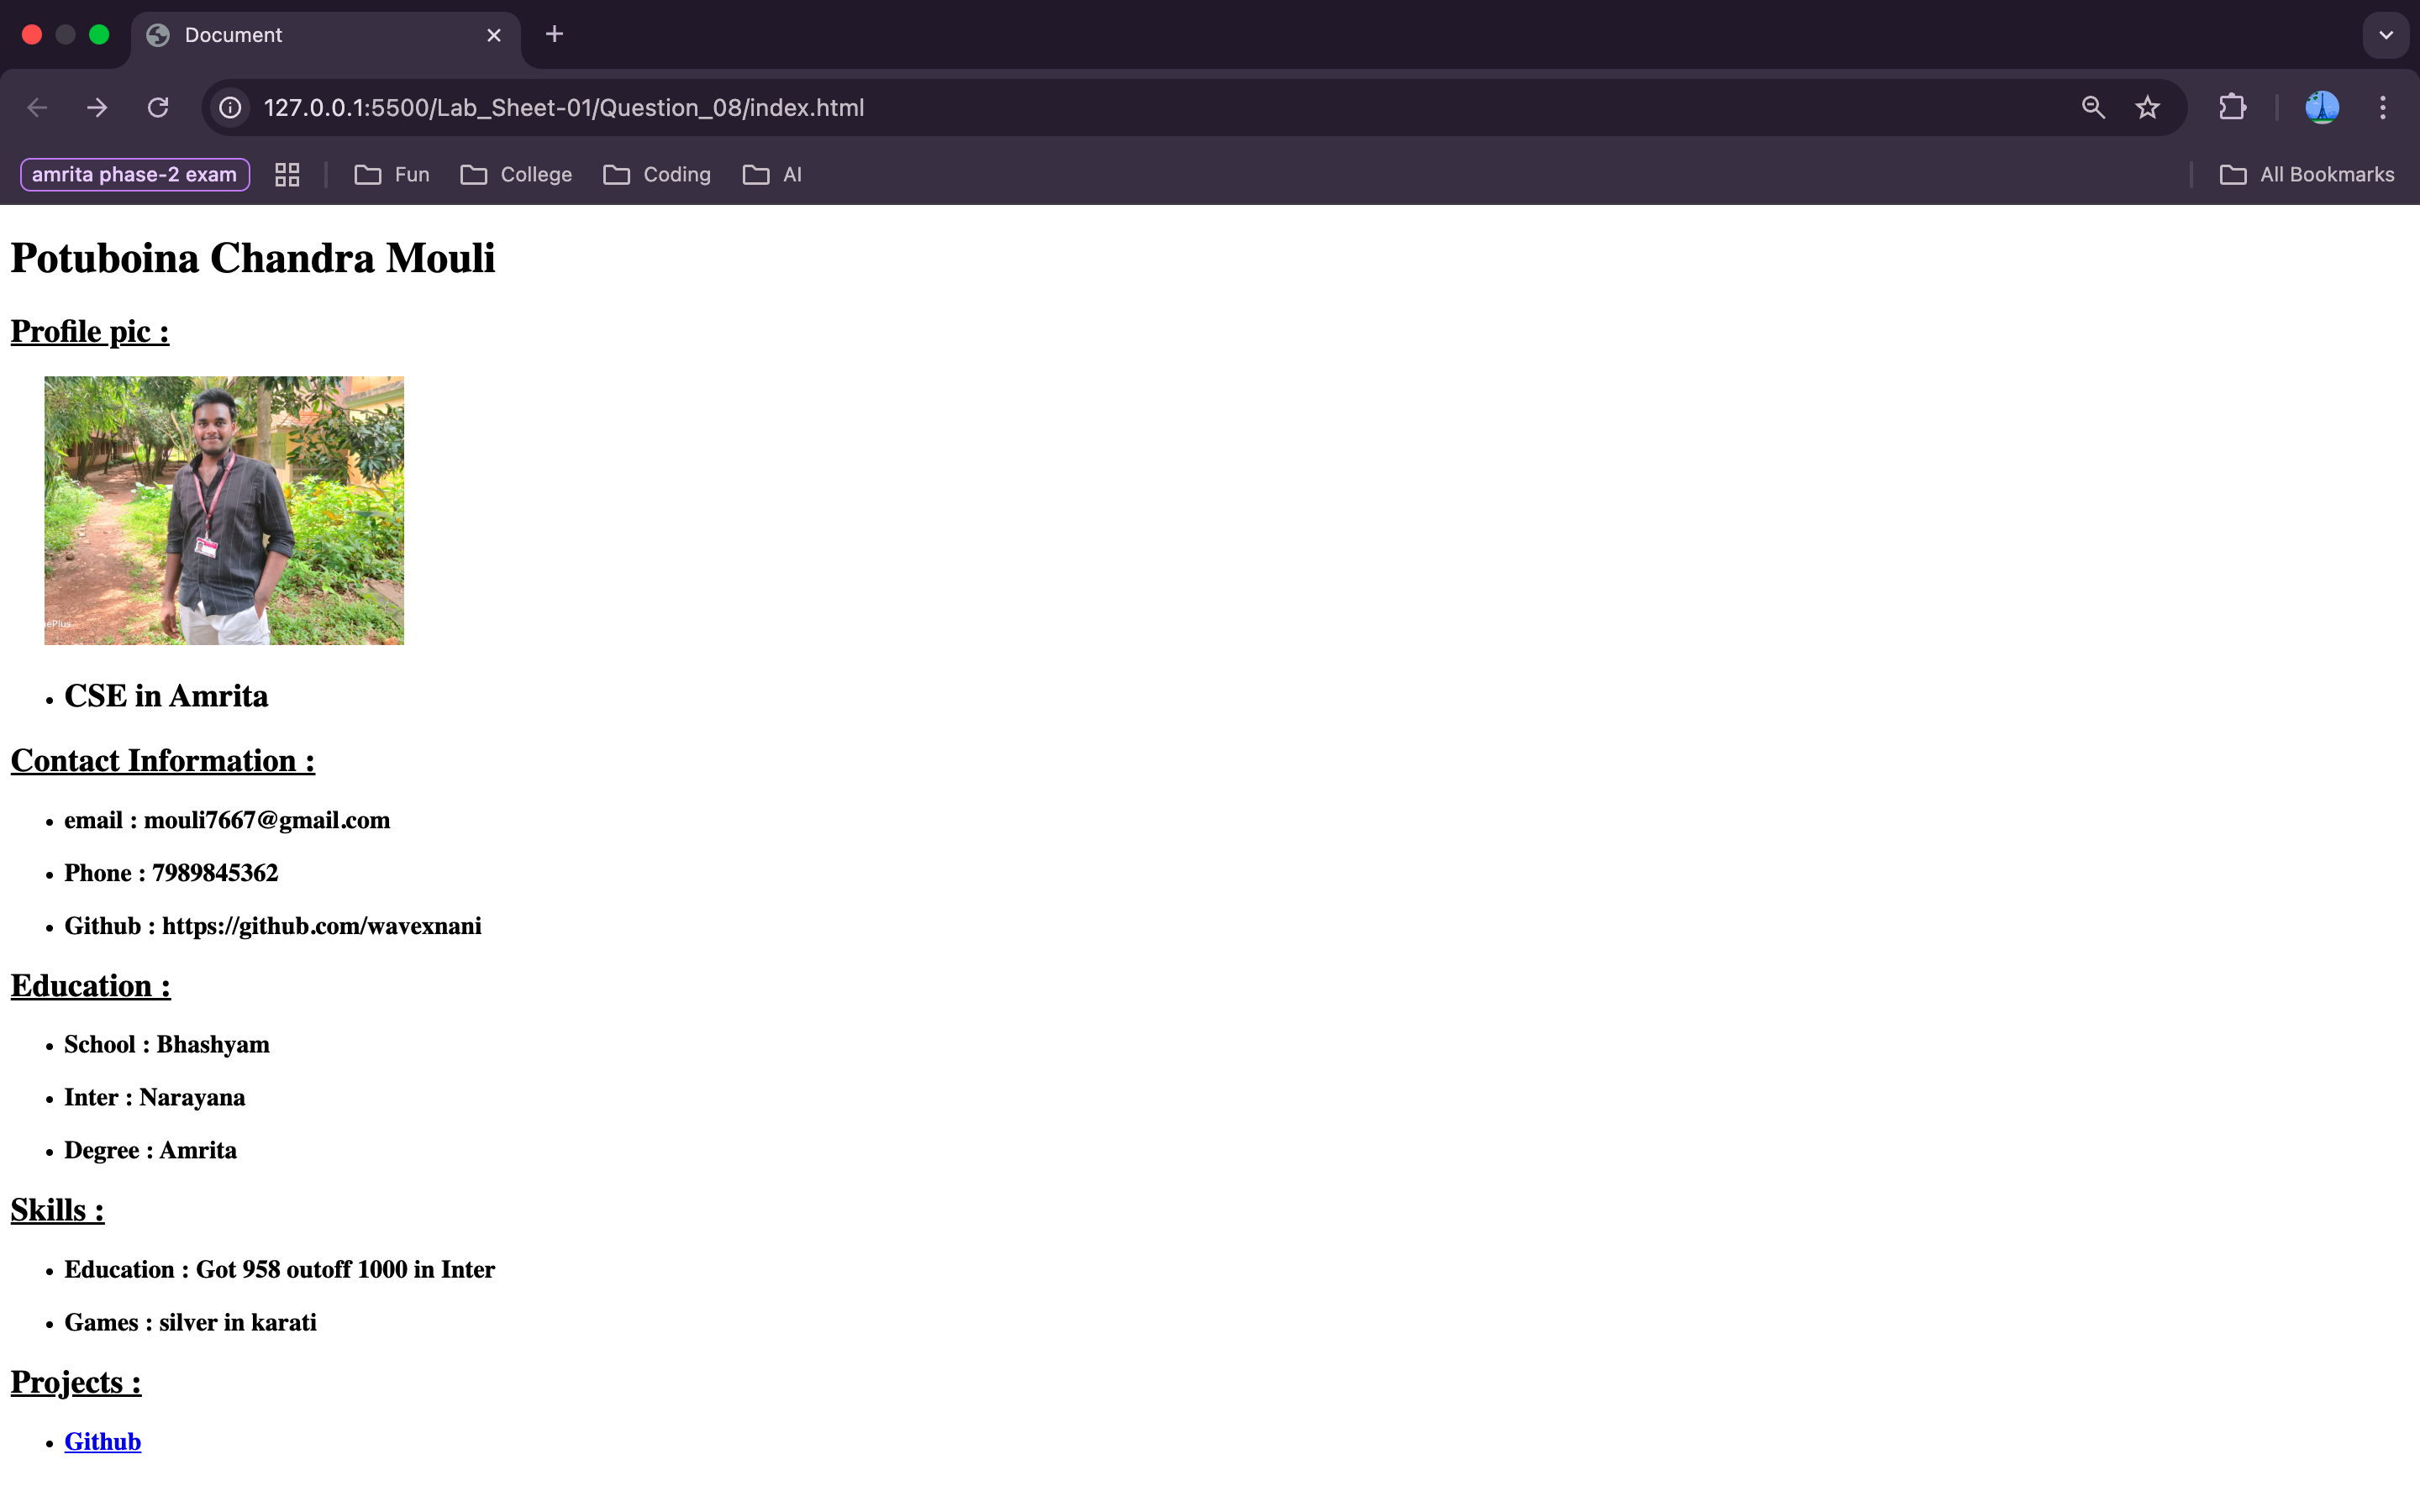 Document
127.0.0.1:5500/Lab_Sheet-01/Question_08/index.html
amrita phase-2 exam Fun College Coding AI All Bookmarks
Potuboina Chandra Mouli
Profile pic :
ePlus
CSE in Amrita
Contact Information :
email : mouli7667@gmail.com
Phone : 7989845362
Github : https://github.com/wavexnani
Education :
School : Bhashyam
Inter : Narayana
Degree : Amrita
Skills :
Education : Got 958 outoff 1000 in Inter
Games : silver in karati
Projects :
Github